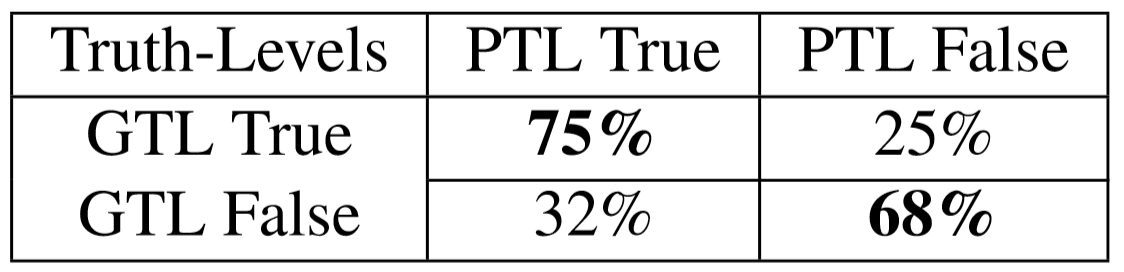 Truth-Levels PTL True PTL False
GTL True 75% 25%
GTL False 32% 68%